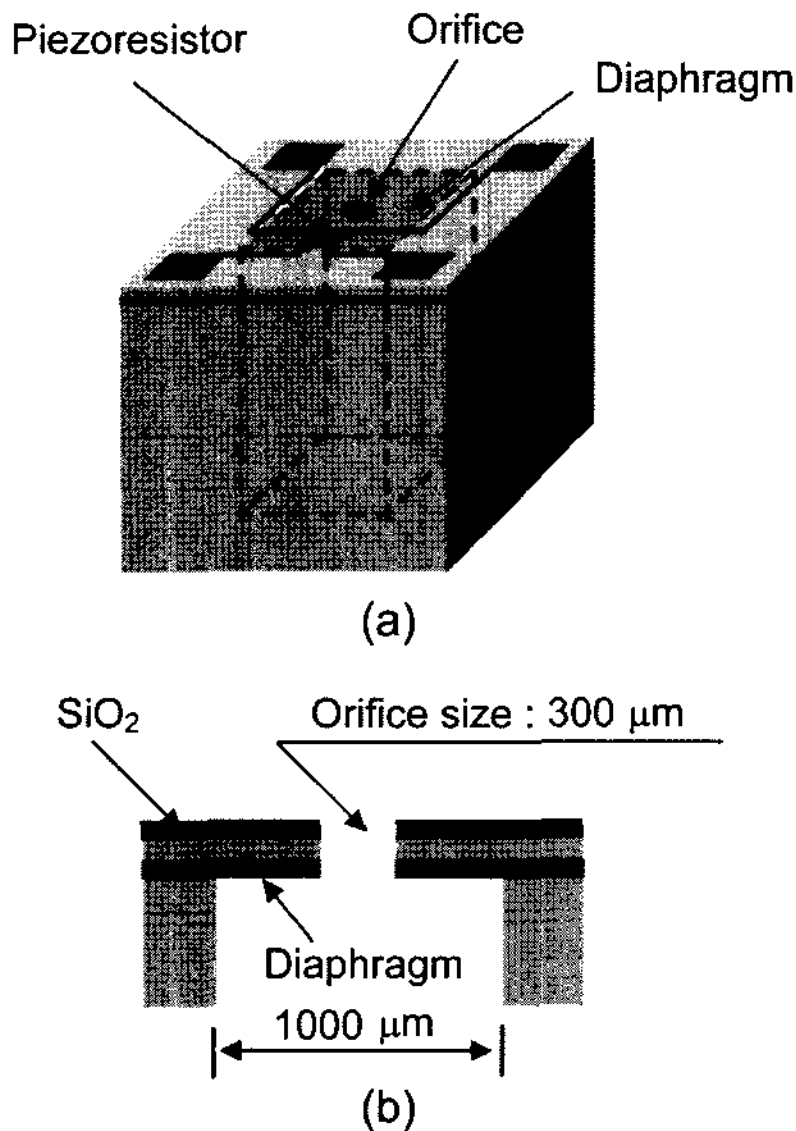 Orifice
Piezoresistor
Diaphragm
(a)
SiO₂
Orifice size : 300 μm
Diaphragm
1000 μm
(b)